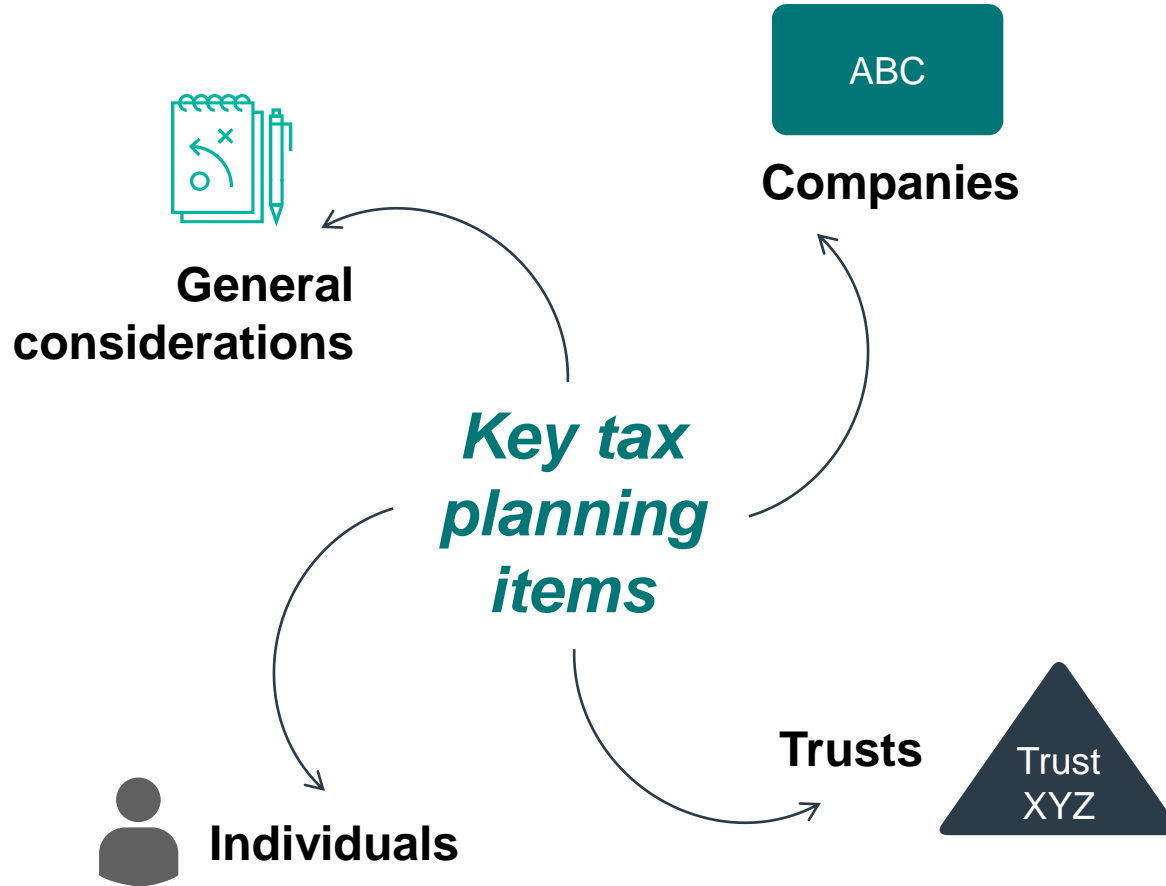 ABC
Companies
General
considerations
Key tax
planning
items
Trusts
Trust
XYZ
Individuals